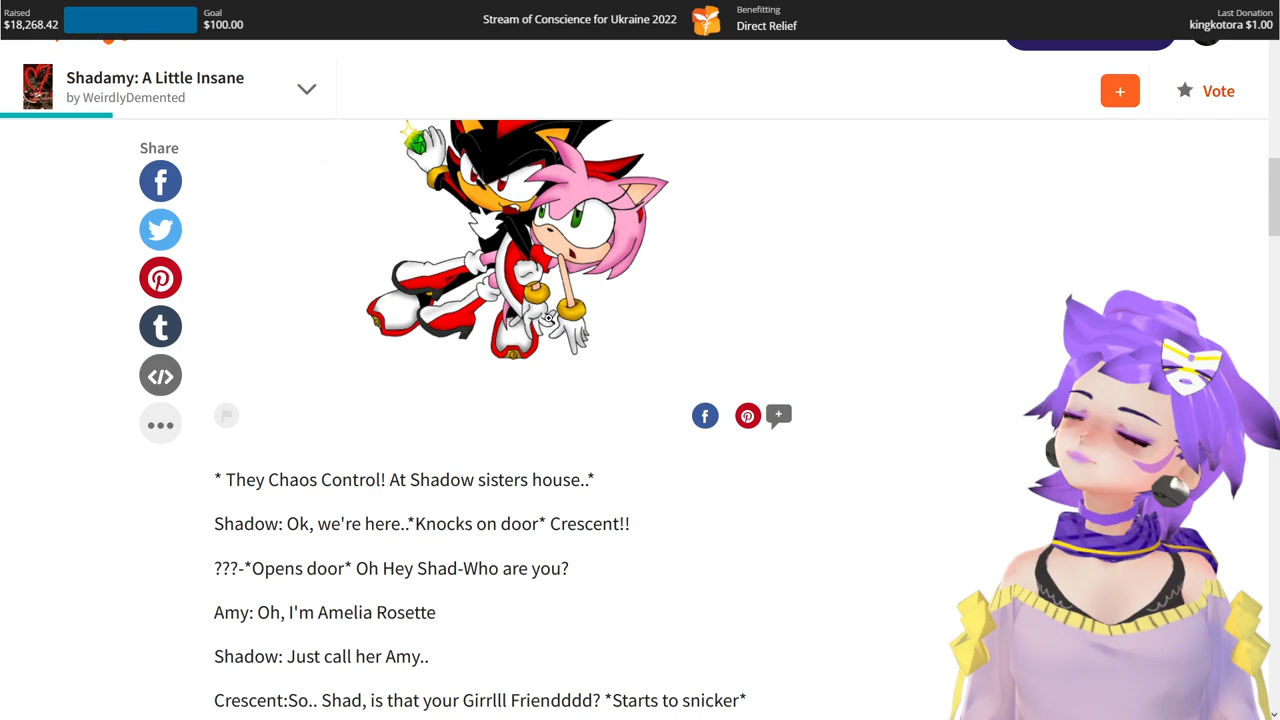 Raised
$18,268.42
Goal
$100.00
Stream of Conscience for Ukraine 2022
Benefitting
Direct Relief
Last Donation
kingkotora $1.00
Shadamy: A Little Insane
by WeirdlyDemented
+
Vote
Share
* They Chaos Control! At Shadow sisters house..*
Shadow: Ok, we're here..*Knocks on door* Crescent!!
???-*Opens door* Oh Hey Shad-Who are you?
Amy: Oh, I'm Amelia Rosette
Shadow: Just call her Amy..
Crescent:So.. Shad, is that your Girrlll Friendddd? *Starts to snicker*